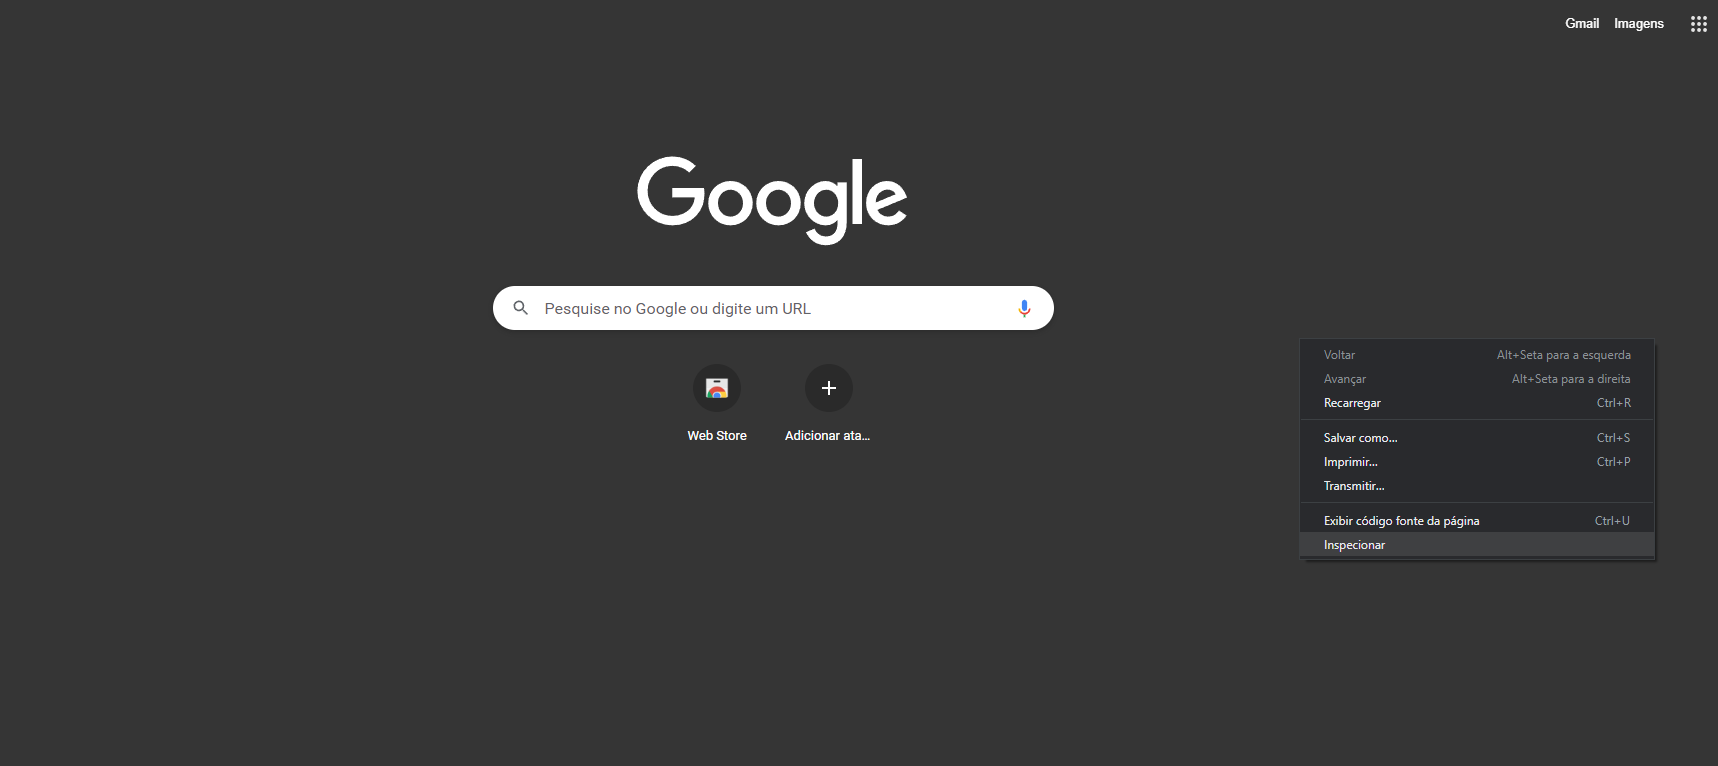 Gmail Imagens
Google
Pesquise no Google ou digite um URL
Web Store
Adicionar ata...
Voltar Alt+Seta para a esquerda
Avançar Alt+Seta para a direita
Recarregar Ctrl+R
Salvar como... Ctrl+S
Imprimir... Ctrl+P
Transmitir...
Exibir código fonte da página Ctrl+U
Inspecionar